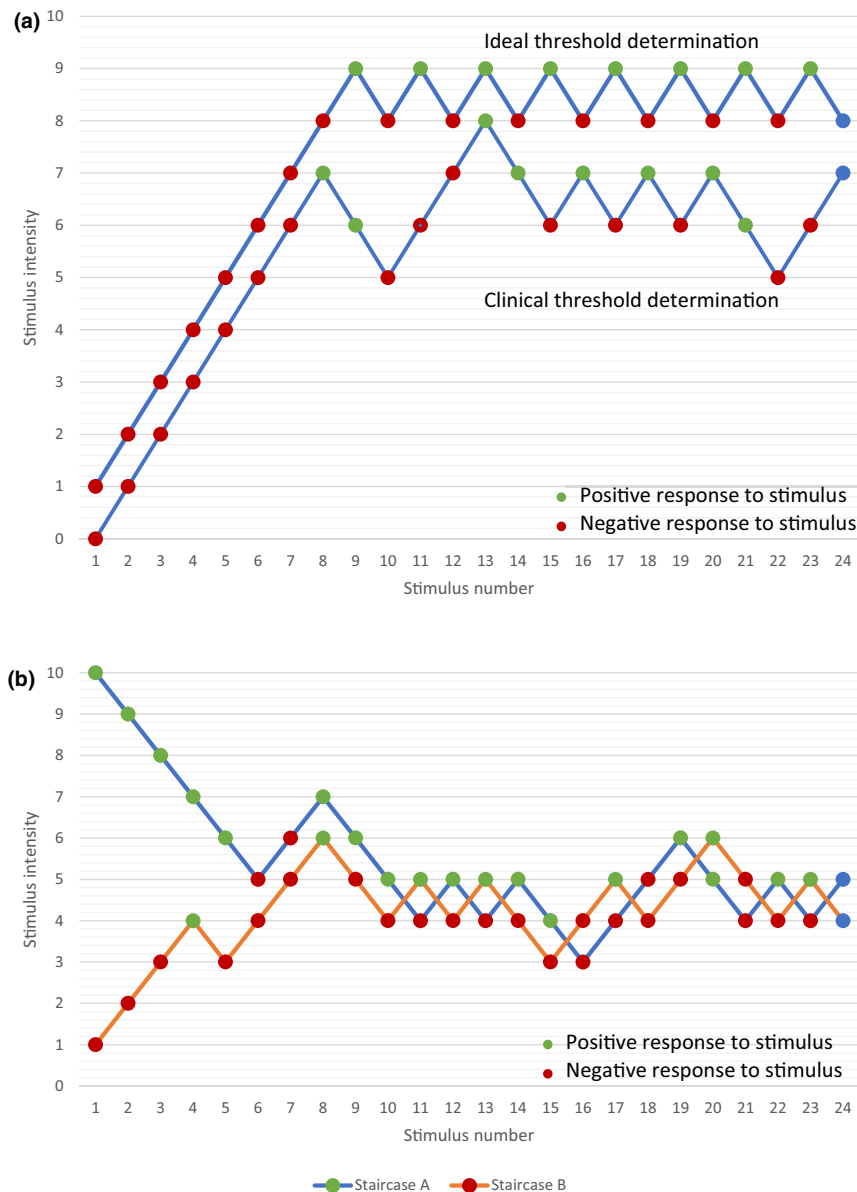 (a)
10
Ideal threshold determination
9
8
7
6
5
Clinical threshold determination
4
3
2
1
Positive response to stimulus
Negative response to stimulus
0
Stimulus intensity
1 2 3 4 5 6 7 8 9 10 11 12 13 14 15 16 17 18 19 20 21 22 23 24
Stimulus number
(b)
10
9
8
7
6
5
4
3
2
1
Positive response to stimulus
Negative response to stimulus
0
Stimulus intensity
1 2 3 4 5 6 7 8 9 10 11 12 13 14 15 16 17 18 19 20 21 22 23 24
Stimulus number
Staircase A Staircase B